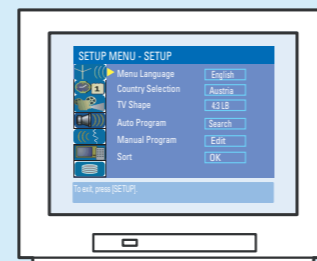 SETUP MENU - SETUP
Menu Language English
Country Selection Austria
TV Shape 4:3 LB
Auto Program Search
Manual Program Edit
Sort OK
1
To exit, press [SETUP].